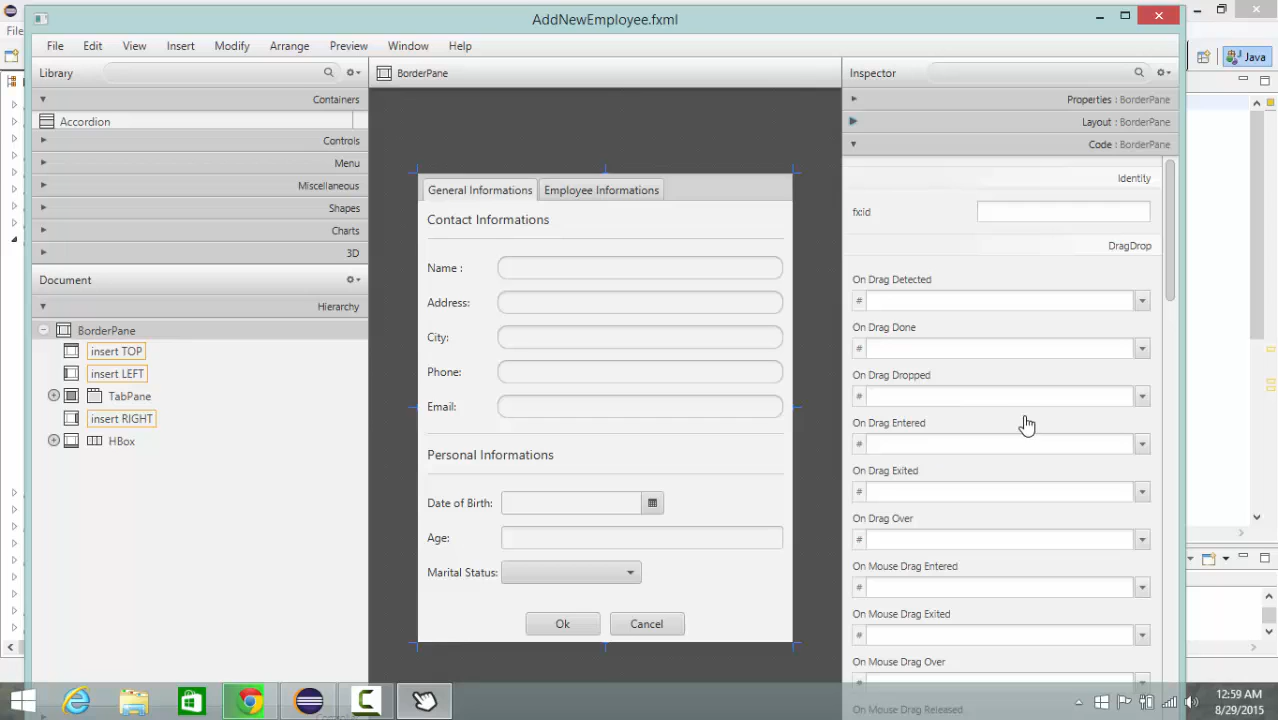 AddNewEmployee.fxml
File
File Edit View Insert Modify Arrange Preview Window Help
Java
Library
Containers
Accordion
Controls
Menu
Miscellaneous
Shapes
Charts
3D
Document
Hierarchy
BorderPane
insert TOP
insert LEFT
TabPane
insert RIGHT
HBox
BorderPane
General Informations
Employee Informations
Contact Informations
Name :
Address:
City:
Phone:
Email:
Personal Informations
Date of Birth:
Age:
Marital Status:
Ok
Cancel
Inspector
Properties : BorderPane
Layout : BorderPane
Code : BorderPane
Identity
fx:id
DragDrop
On Drag Detected
#
On Drag Done
#
On Drag Dropped
#
On Drag Entered
#
On Drag Exited
#
On Drag Over
#
On Mouse Drag Entered
#
On Mouse Drag Exited
#
On Mouse Drag Over
#
On Mouse Drag Released
12:59 AM
8/29/2015